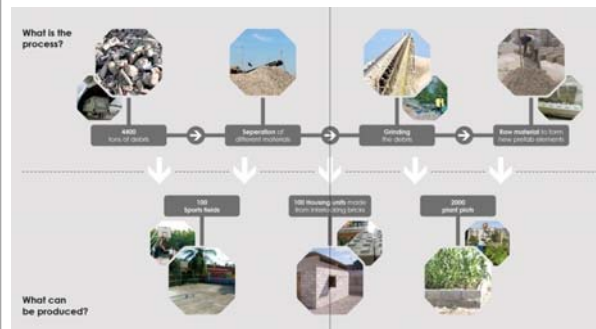 What is the
process?
4400
tons of debris
Seperation of
different materials
Grinding
the debris
Raw material to form
new prefab elements
100
Sports fields
100 Housing units made
from interlocking bricks
2000
plant plots
What can
be produced?